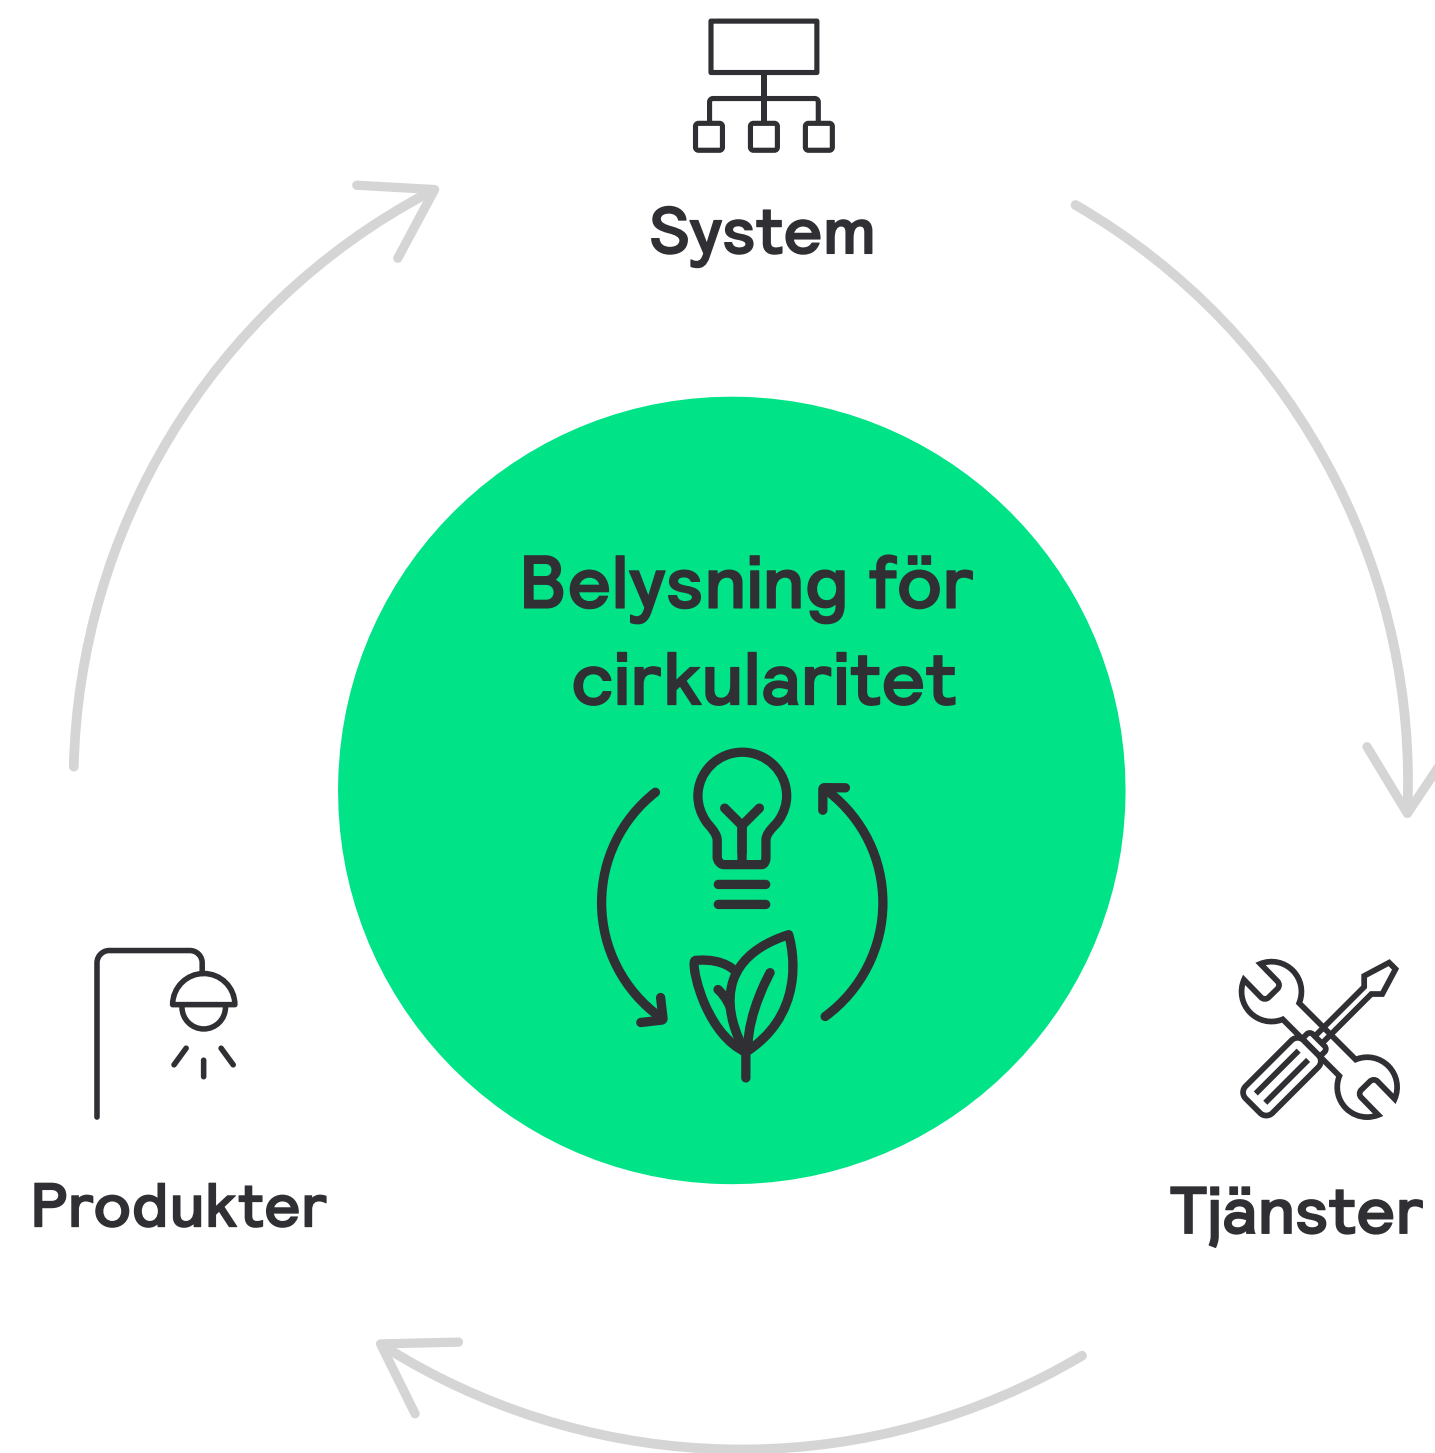 System
Belysning för
cirkularitet
Produkter
Tjänster